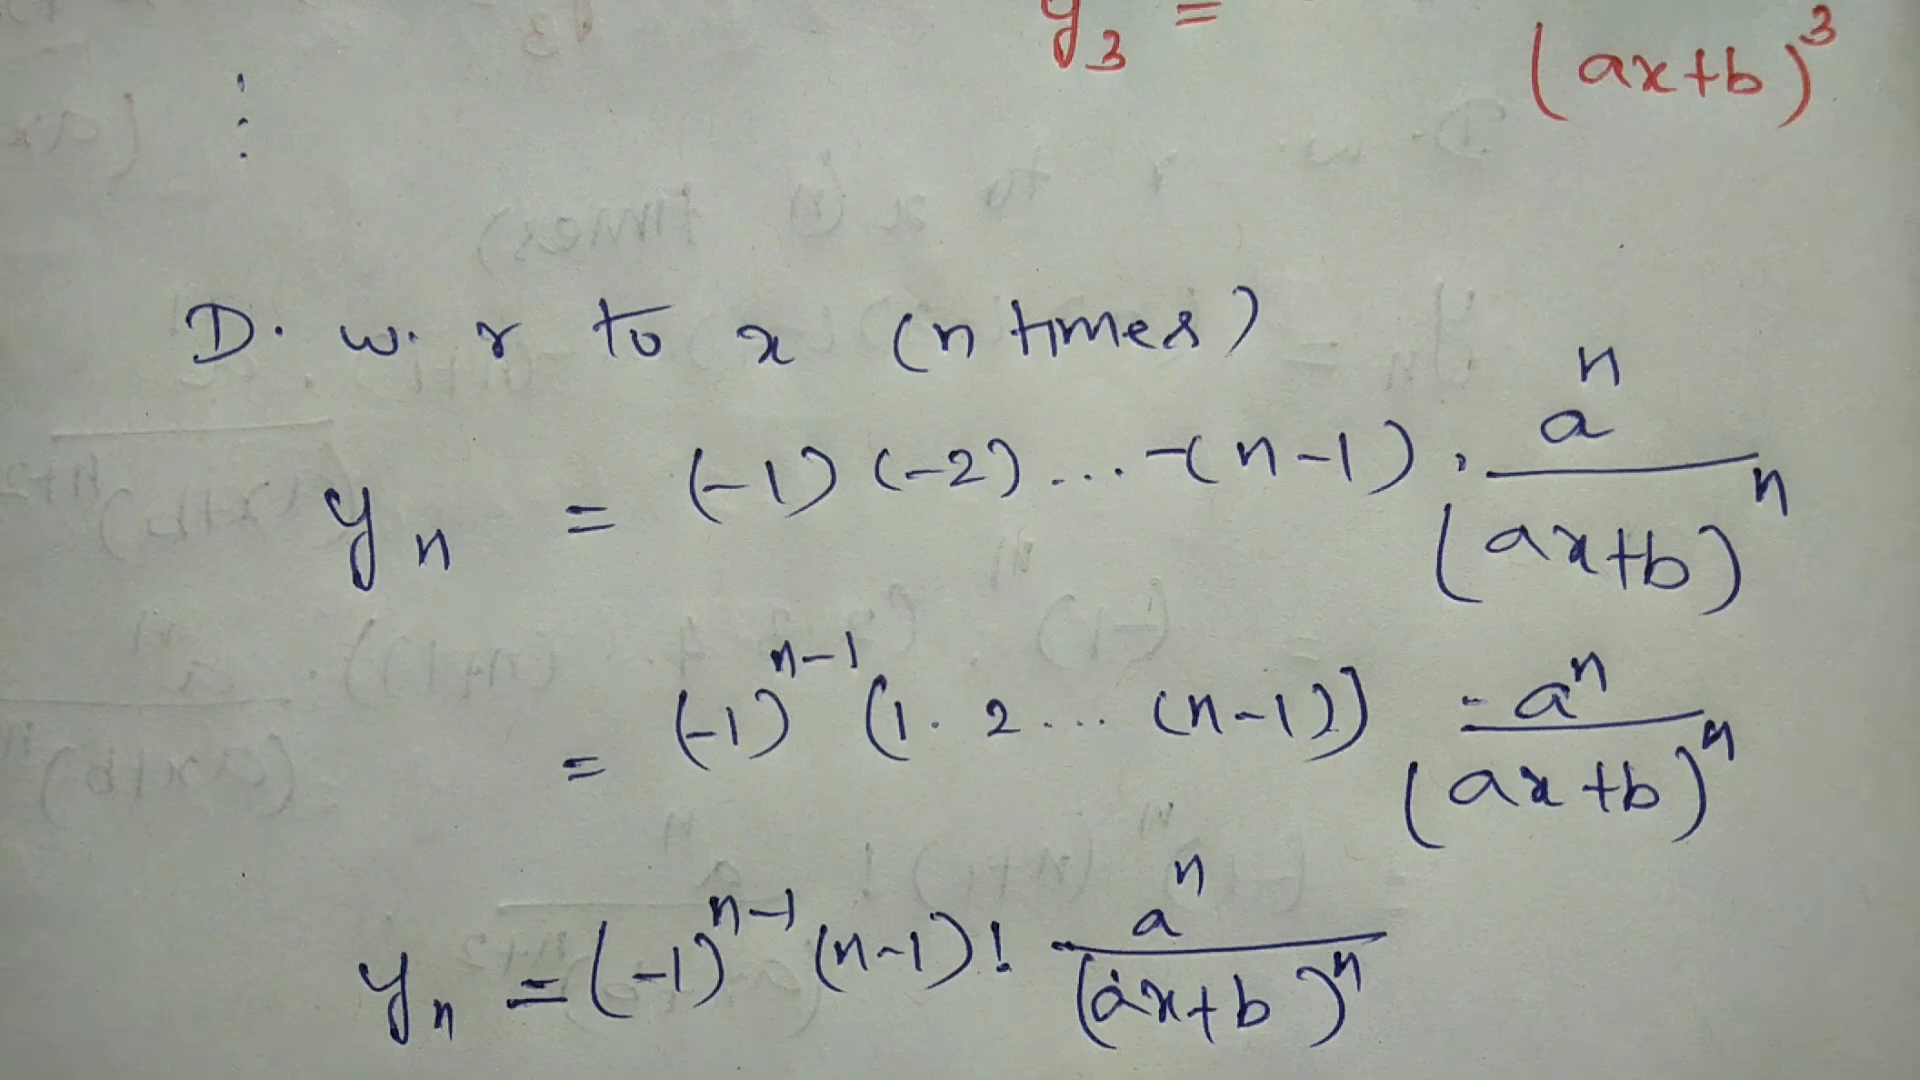 y₃ =
(ax+b)³
⋮
D. w. r to x (n times)
yₙ = (-1) (-2) ... -(n-1) . aⁿ / (ax+b)ⁿ
= (-1)ⁿ⁻¹ (1. 2 ... (n-1)) . aⁿ / (ax+b)ⁿ
yₙ = (-1)ⁿ⁻¹ (n-1)! aⁿ / (ax+b)ⁿ